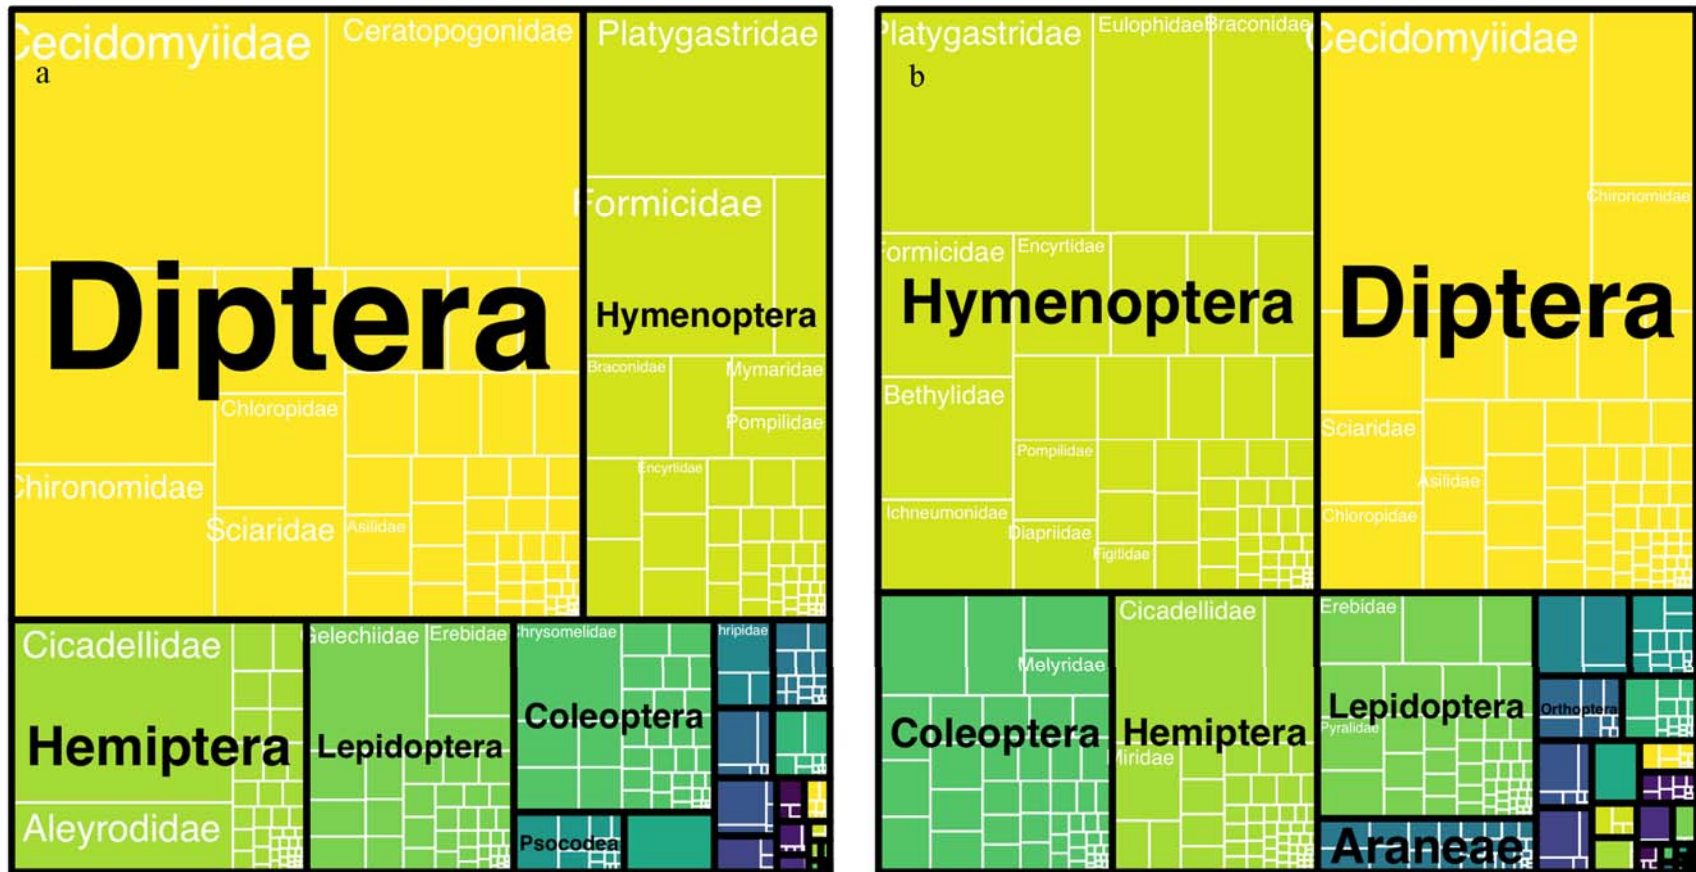 Cecidomyiidae
Ceratopogonidae
Platygastridae
a
Formicidae
Diptera
Hymenoptera
Braconidae
Mymaridae
Chloropidae
Pompilidae
Encyrtidae
Chironomidae
Sciaridae
Asilidae
Cicadellidae
Gelechiidae
Erebidae
Chrysomelidae
hripidae
Hemiptera
Lepidoptera
Coleoptera
Aleyrodidae
Psocodea
Platygastridae
Eulophidae
Braconidae
Cecidomyiidae
b
Chironomidae
Formicidae
Encyrtidae
Hymenoptera
Diptera
Bethylidae
Pompilidae
Sciaridae
Asilidae
Ichneumonidae
Diapriidae
Figitidae
Chloropidae
Cicadellidae
Erebidae
Melyridae
Coleoptera
Hemiptera
Lepidoptera
Orthoptera
Miridae
Pyralidae
Araneae